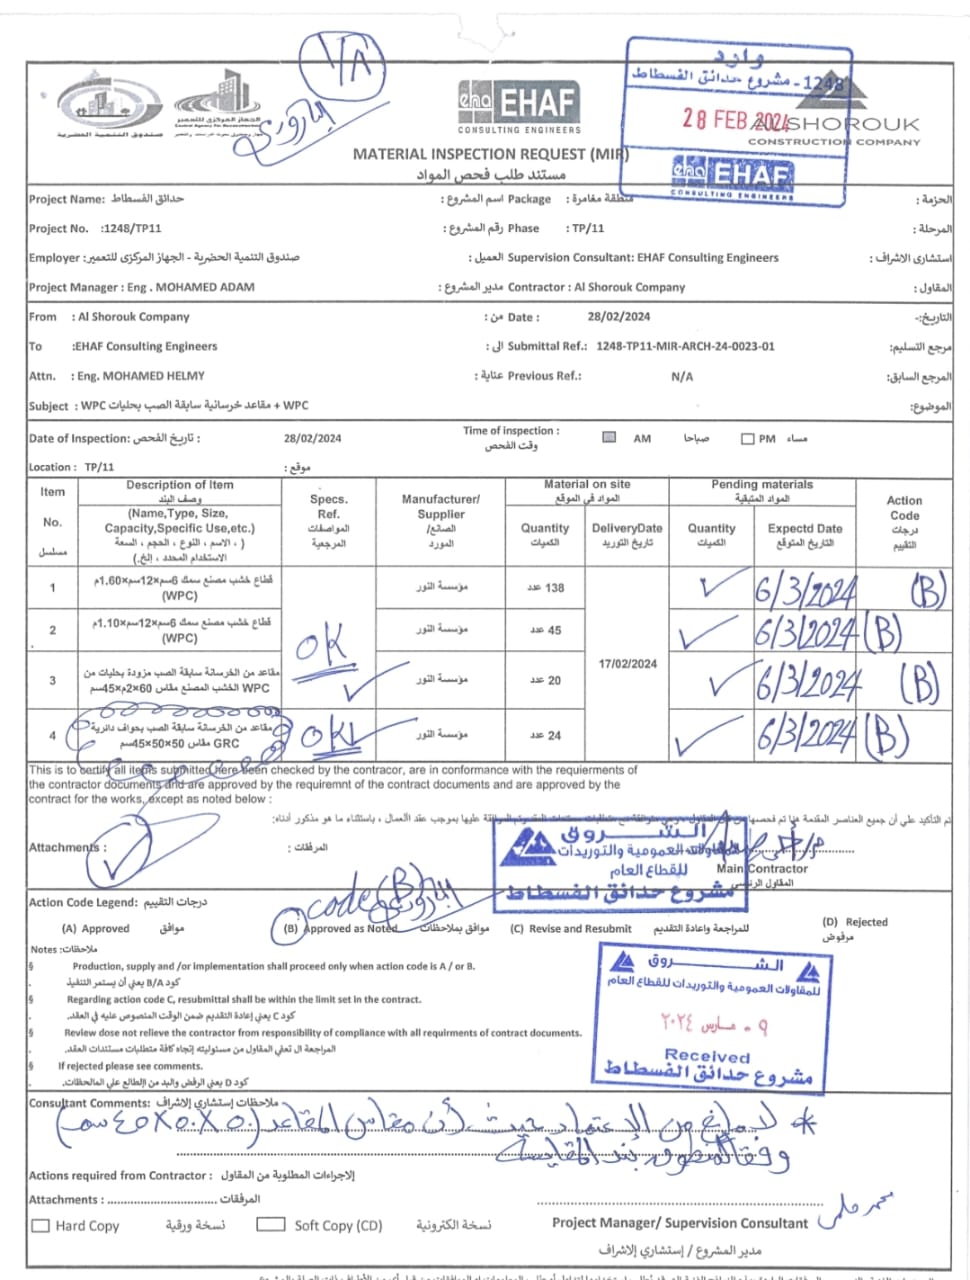 1/A
البارودى
صندوق التنمية الحضرية
الجهاز المركزى للتعمير
Central Agency for Reconstruction
eha EHAF
CONSULTING ENGINEERS
وارد
1248 - مشروع حدائق الفسطاط
28 FEB 2024
eha EHAF
CONSULTING ENGINEERS
AL SHOROUK
CONSTRUCTION COMPANY
MATERIAL INSPECTION REQUEST (MIR)
مستند طلب فحص المواد
Project Name: حدائق الفسطاط اسم المشروع : Package : منطقة مغامرة الحزمة :
Project No. :1248/TP11 رقم المشروع : Phase : TP/11 المرحلة :
Employer: صندوق التنمية الحضرية - الجهاز المركزى للتعمير العميل : Supervision Consultant: EHAF Consulting Engineers استشارى الاشراف :
Project Manager : Eng . MOHAMED ADAM مدير المشروع : Contractor : Al Shorouk Company المقاول :
From : Al Shorouk Company من : Date : 28/02/2024 التاريخ:-
To :EHAF Consulting Engineers الى : Submittal Ref.: 1248-TP11-MIR-ARCH-24-0023-01 مرجع التسليم:
Attn. : Eng. MOHAMED HELMY عناية : Previous Ref.: N/A المرجع السابق:
Subject : WPC + مقاعد خرسانية سابقة الصب بحليات WPC الموضوع:
Date of Inspection: تاريخ الفحص : 28/02/2024 Time of inspection : وقت الفحص AM صباحا PM مساء
Location : TP/11 موقع :
Item No. مسلسل
Description of Item وصف البند
(Name,Type, Size, Capacity,Specific Use,etc.)
( ، الاسم ، النوع ، الحجم ، السعة
الاستخدام المحدد ، إلخ.)
Specs. Ref. المواصفات المرجعية
Manufacturer/ Supplier الصانع/ المورد
Material on site المواد في الموقع
Quantity الكميات
DeliveryDate تاريخ التوريد
Pending materials المواد المتبقية
Quantity الكميات
Expectd Date التاريخ المتوقع
Action Code درجات التقييم
1 قطاع خشب مصنع سمك 6سم×12سم×1.60م (WPC) مؤسسة النور 138 عدد ✓ 6/3/2024 (B)
2 قطاع خشب مصنع سمك 6سم×12سم×1.10م (WPC) OK مؤسسة النور 45 عدد ✓ 6/3/2024 (B)
17/02/2024
3 مقاعد من الخرسانة سابقة الصب مزودة بحليات من الخشب المصنع مقاس 60×2م×45سم WPC ✓ مؤسسة النور 20 عدد ✓ 6/3/2024 (B)
4 مقاعد من الخرسانة سابقة الصب بحواف دائرية GRC مقاس 50×50×45سم OK ✓ مؤسسة النور 24 عدد ✓ 6/3/2024 (B)
This is to certify all items submitted here been checked by the contracor, are in conformance with the requierments of
the contractor documents and are approved by the requiremnt of the contract documents and are approved by the
contract for the works, except as noted below :
تم التأكيد علي أن جميع العناصر المقدمة هنا تم فحصها عليها بموجب عقد الأعمال ، باستثناء ما هو مذكور أدناه:
Attachments : ✓ المرفقات :
الشروق
للمقاولات العمومية والتوريدات
للقطاع العام
مشروع حدائق الفسطاط
Main Contractor
المقاول الرئيسي
code (B)
البارودى
Action Code Legend: درجات التقييم
(A) Approved موافق (B) Approved as Noted موافق بملاحظات (C) Revise and Resubmit للمراجعة واعادة التقديم (D) Rejected مرفوض
Notes :ملاحظات
§ Production, supply and /or implementation shall proceed only when action code is A / or B.
كود B/A يعني أن يستمر التنفيذ
§ Regarding action code C, resubmittal shall be within the limit set in the contract.
كود C يعني إعادة التقديم ضمن الوقت المنصوص عليه في العقد.
§ Review dose not relieve the contractor from responsibility of compliance with all requirments of contract documents.
المراجعة ال تعفي المقاول من مسئوليته إتجاه كافة متطلبات مستندات العقد.
§ If rejected please see comments.
كود D يعني الرفض والبد من الإطالع علي المالحظات.
الشروق
للمقاولات العمومية والتوريدات للقطاع العام
٩ - مارس ٢٠٢٤
Received
مشروع حدائق الفسطاط
Consultant Comments: ملاحظات إستشاري الإشراف
* لا مانع من الإعتماد حيث أن مقاس المقاعد (٥٠×٥٠×٤٥ سم)
وفقا لمنطوق بند المقايسة
Actions required from Contractor : الإجراءات المطلوبة من المقاول
Attachments : ............................ المرفقات
Hard Copy نسخة ورقية Soft Copy (CD) نسخة الكترونية
محمد حلمى
Project Manager/ Supervision Consultant
مدير المشروع / إستشاري الإشراف